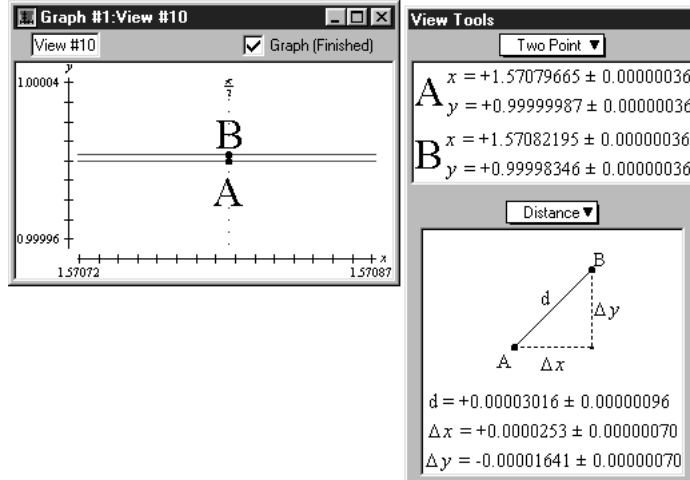 Graph #1:View #10
View #10
Graph (Finished)
y
1.00004
π
2
B
A
0.99996
x
1.57072
1.57087
View Tools
Two Point
A x = +1.57079665 ± 0.00000036
y = +0.99999987 ± 0.00000036
B x = +1.57082195 ± 0.00000036
y = +0.99998346 ± 0.00000036
Distance
B
d
Δy
A
Δx
d = +0.00003016 ± 0.00000096
Δx = +0.0000253 ± 0.00000070
Δy = -0.00001641 ± 0.00000070